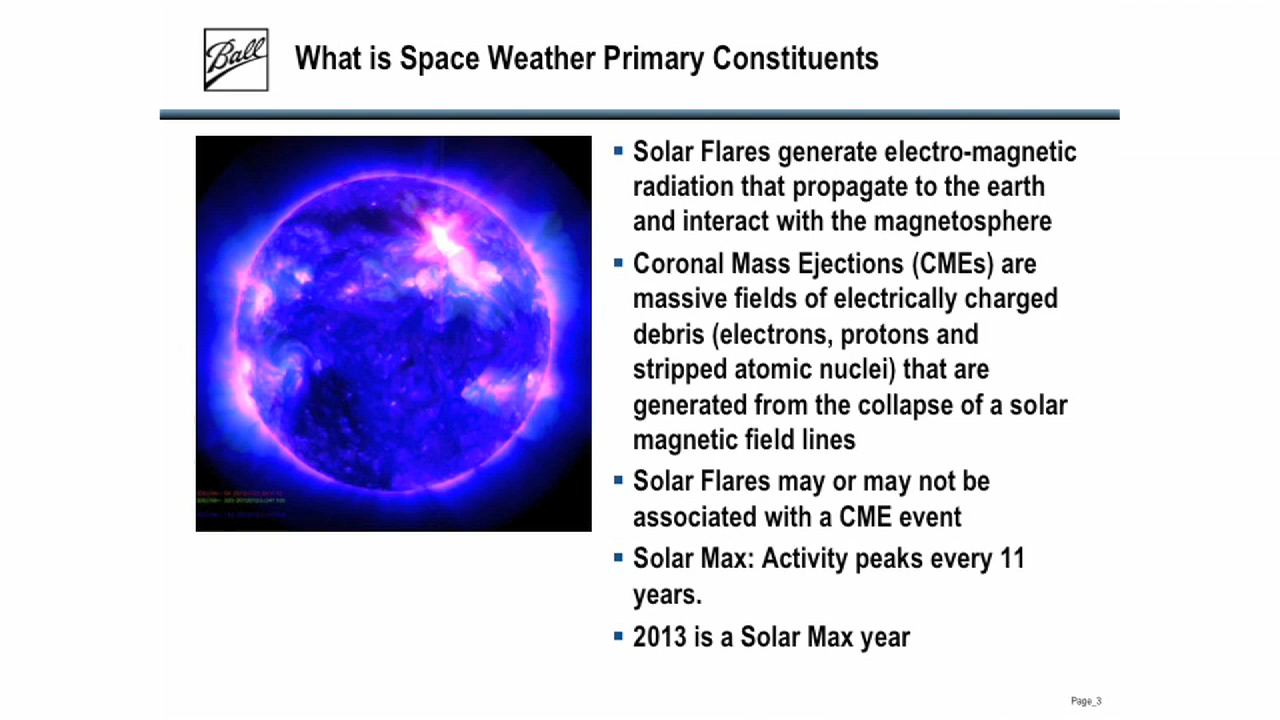 Ball
What is Space Weather Primary Constituents
Solar Flares generate electro-magnetic
radiation that propagate to the earth
and interact with the magnetosphere
Coronal Mass Ejections (CMEs) are
massive fields of electrically charged
debris (electrons, protons and
stripped atomic nuclei) that are
generated from the collapse of a solar
magnetic field lines
Solar Flares may or may not be
associated with a CME event
Solar Max: Activity peaks every 11
years.
2013 is a Solar Max year
Page_3